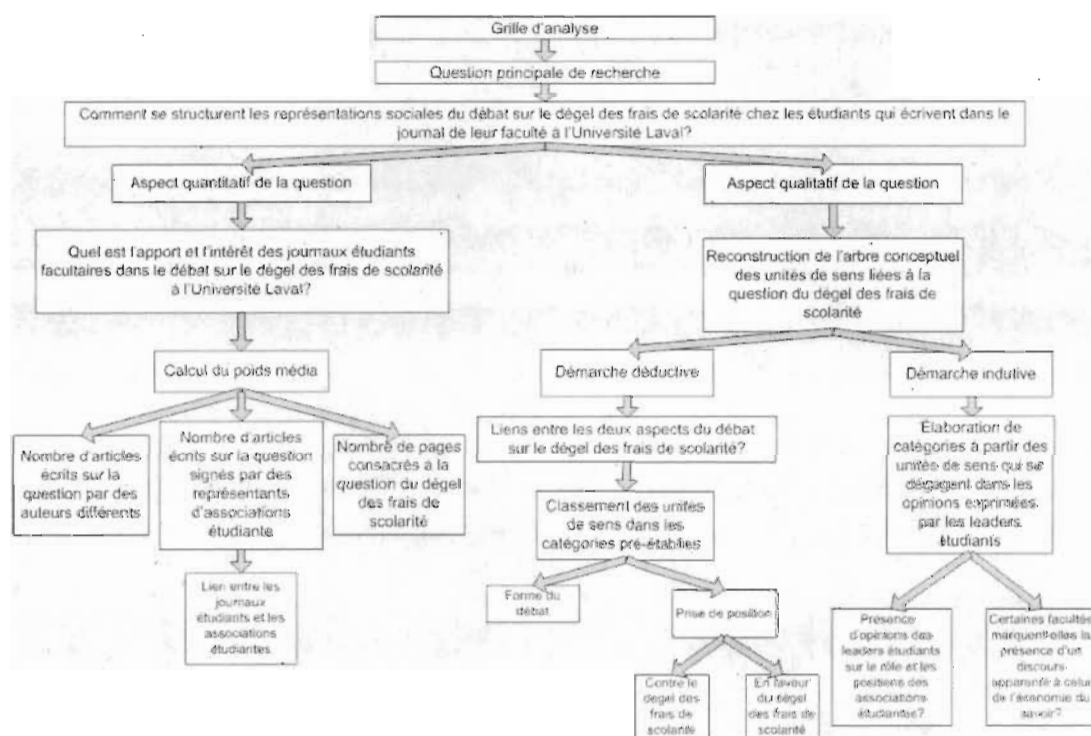 Grille d'analyse
Question principale de recherche
Comment se structurent les représentations sociales du débat sur le dégel des frais de scolarité chez les étudiants qui écrivent dans le
journal de leur faculté à l'Université Laval?
Aspect quantitatif de la question
Aspect qualitatif de la question
Quel est l'apport et l'intérêt des journaux étudiants
facultaires dans le débat sur le dégel des frais de scolarité
à l'Université Laval?
Reconstruction de l'arbre conceptuel
des unités de sens liées à la
question du dégel des frais de
scolarité
Calcul du poids média
Démarche déductive
Démarche indutive
Nombre d'articles
écrits sur la
question par des
auteurs différents
Nombre d'articles
écrits sur la question
signés par des
représentants
d'associations
étudiante
Nombre de pages
consacrés à la
question du dégel
des frais de
scolarité
Liens entre les deux aspects du débat
sur le dégel des frais de scolarité?
Élaboration de
catégories à partir des
unités de sens qui se
dégagent dans les
opinions exprimées
par les leaders
étudiants
Classement des unités
de sens dans les
catégories pré-établies
Lien entre les
journaux
étudiants et les
associations
étudiantes
Forme du
débat
Prise de position
Contre le
dégel des
frais de
scolarité
En faveur
du dégel
des frais de
scolarité
Présence
d'opinions des
leaders étudiants
sur le rôle et les
positions des
associations
étudiantes?
Certaines facultés
marquent-elles la
présence d'un
discours
apparenté à celui
de l'économie du
savoir?